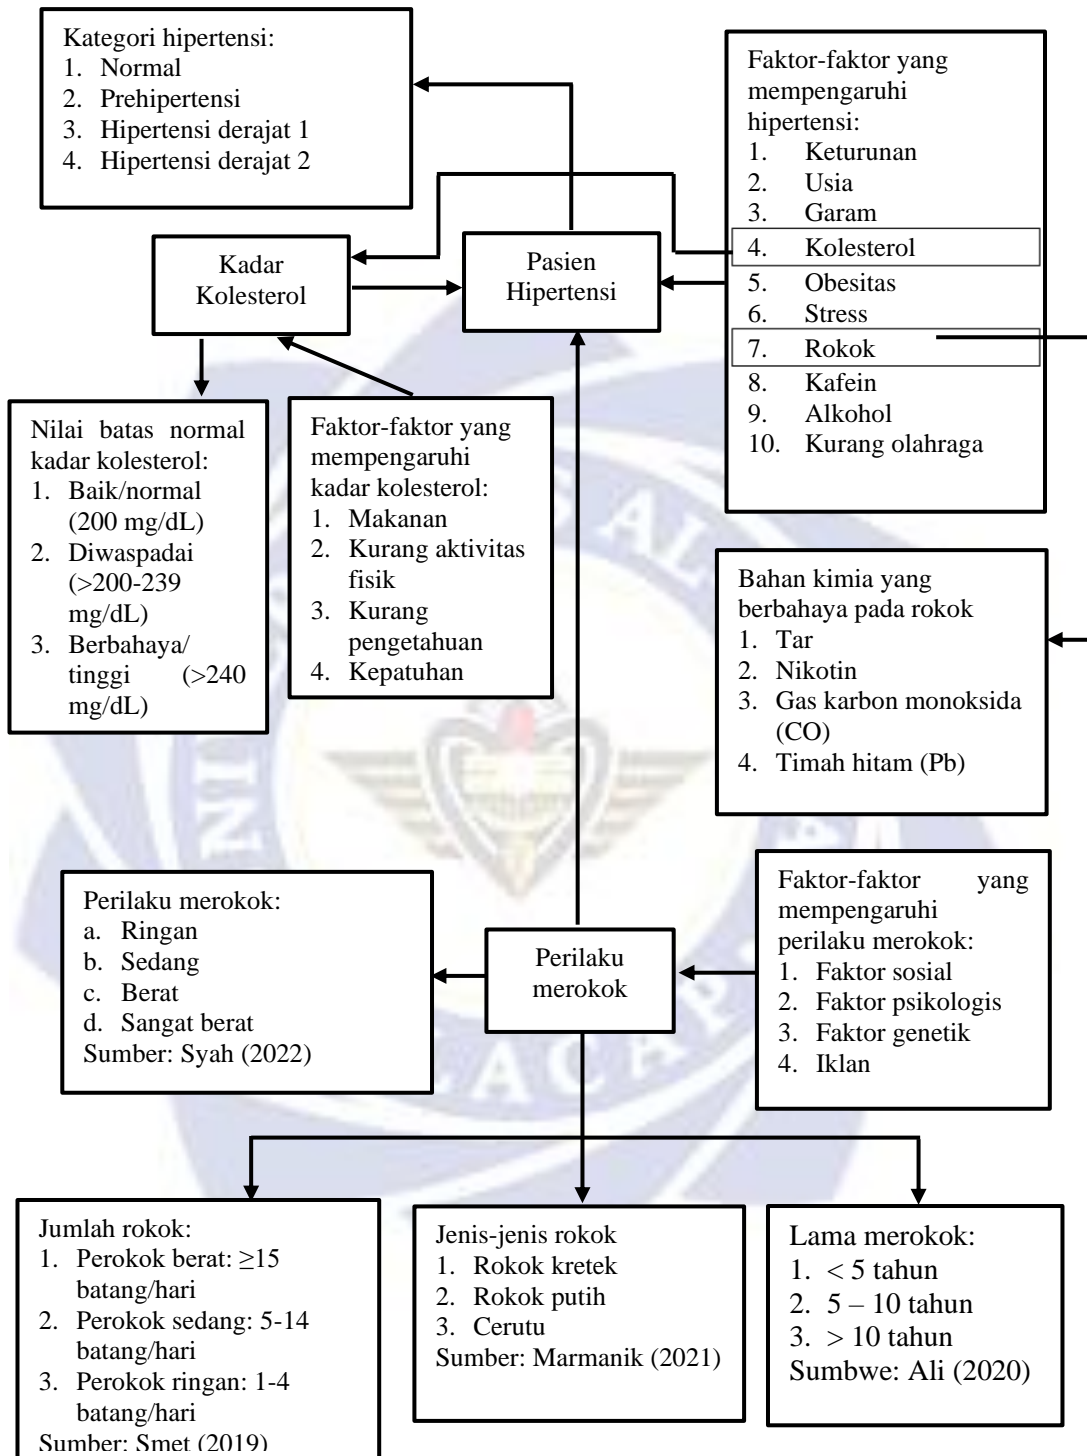 Kategori hipertensi:
1. Normal
2. Prehipertensi
3. Hipertensi derajat 1
4. Hipertensi derajat 2
Faktor-faktor yang
mempengaruhi
hipertensi:
1. Keturunan
2. Usia
3. Garam
4. Kolesterol
5. Obesitas
6. Stress
7. Rokok
8. Kafein
9. Alkohol
10. Kurang olahraga
Kadar
Kolesterol
Pasien
Hipertensi
Nilai batas normal
kadar kolesterol:
1. Baik/normal
(200 mg/dL)
2. Diwaspadai
(>200-239
mg/dL)
3. Berbahaya/
tinggi (>240
mg/dL)
Faktor-faktor yang
mempengaruhi
kadar kolesterol:
1. Makanan
2. Kurang aktivitas
fisik
3. Kurang
pengetahuan
4. Kepatuhan
Bahan kimia yang
berbahaya pada rokok
1. Tar
2. Nikotin
3. Gas karbon monoksida
(CO)
4. Timah hitam (Pb)
Perilaku merokok:
a. Ringan
b. Sedang
c. Berat
d. Sangat berat
Sumber: Syah (2022)
Perilaku
merokok
Faktor-faktor yang
mempengaruhi
perilaku merokok:
1. Faktor sosial
2. Faktor psikologis
3. Faktor genetik
4. Iklan
Jumlah rokok:
1. Perokok berat: ≥15
batang/hari
2. Perokok sedang: 5-14
batang/hari
3. Perokok ringan: 1-4
batang/hari
Sumber: Smet (2019)
Jenis-jenis rokok
1. Rokok kretek
2. Rokok putih
3. Cerutu
Sumber: Marmanik (2021)
Lama merokok:
1. < 5 tahun
2. 5 – 10 tahun
3. > 10 tahun
Sumbwe: Ali (2020)